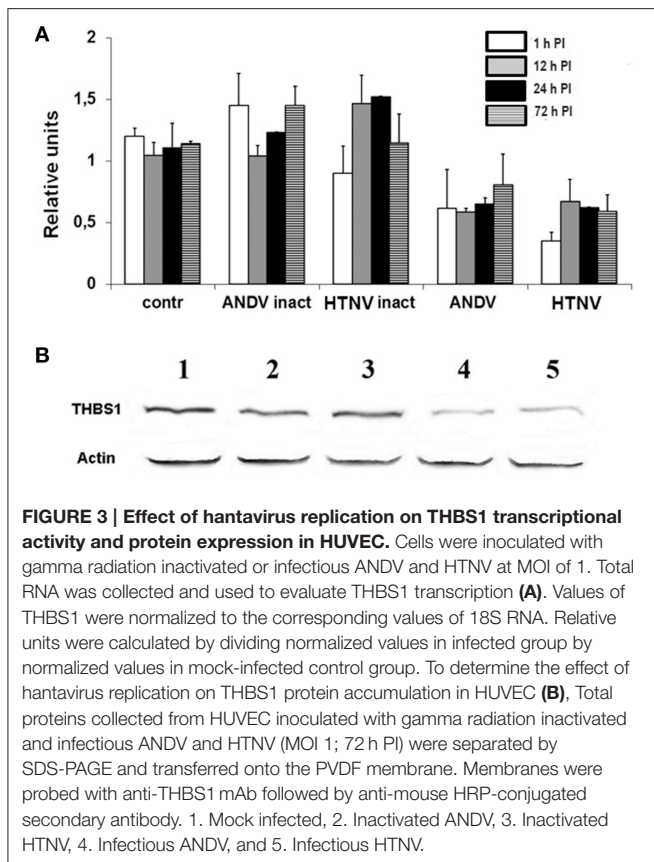 A
2
1,5
1
0,5
0
Relative units
1 h PI
12 h PI
24 h PI
72 h PI
contr
ANDV inact
HTNV inact
ANDV
HTNV
B
1 2 3 4 5
THBS1
Actin
FIGURE 3 | Effect of hantavirus replication on THBS1 transcriptional
activity and protein expression in HUVEC. Cells were inoculated with
gamma radiation inactivated or infectious ANDV and HTNV at MOI of 1. Total
RNA was collected and used to evaluate THBS1 transcription (A). Values of
THBS1 were normalized to the corresponding values of 18S RNA. Relative
units were calculated by dividing normalized values in infected group by
normalized values in mock-infected control group. To determine the effect of
hantavirus replication on THBS1 protein accumulation in HUVEC (B), Total
proteins collected from HUVEC inoculated with gamma radiation inactivated
and infectious ANDV and HTNV (MOI 1; 72 h PI) were separated by
SDS-PAGE and transferred onto the PVDF membrane. Membranes were
probed with anti-THBS1 mAb followed by anti-mouse HRP-conjugated
secondary antibody. 1. Mock infected, 2. Inactivated ANDV, 3. Inactivated
HTNV, 4. Infectious ANDV, and 5. Infectious HTNV.